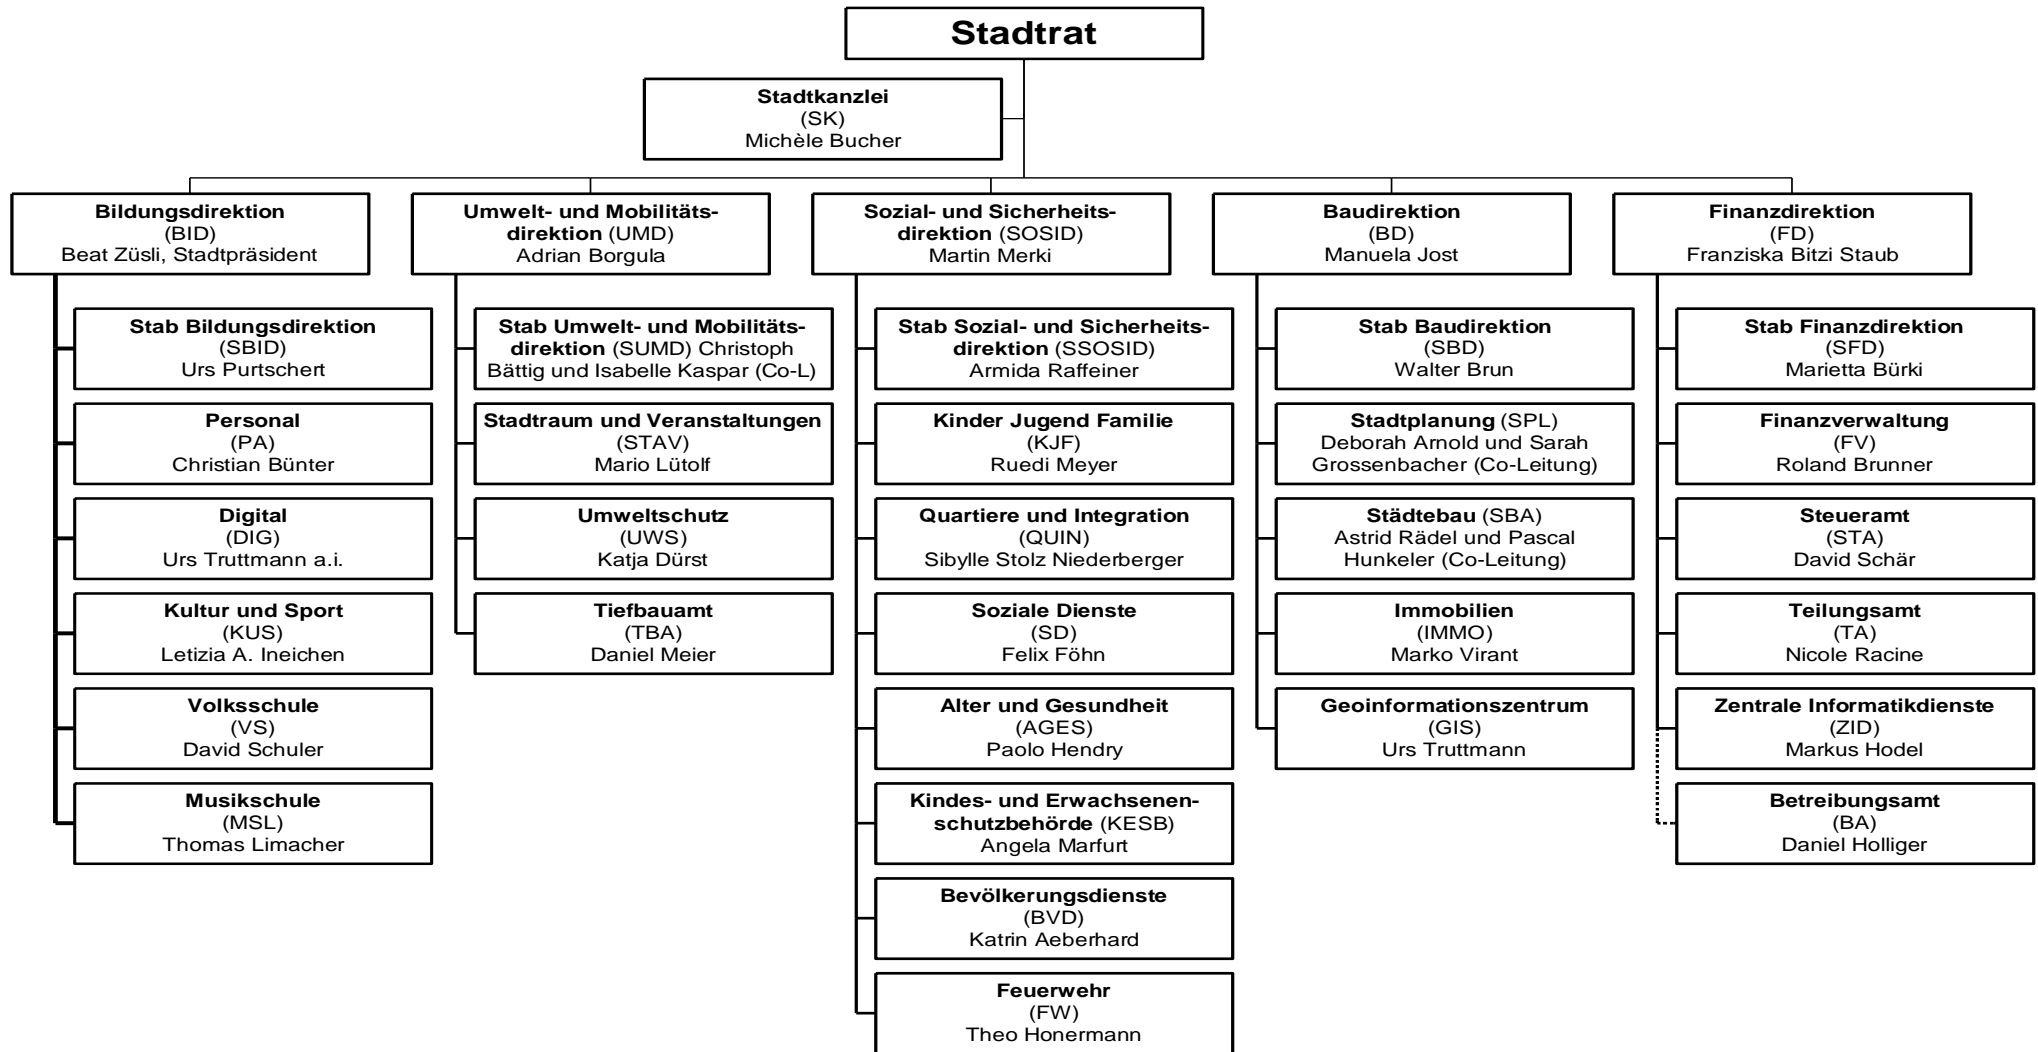 Stadtrat
Stadtkanzlei
(SK)
Michèle Bucher
Bildungsdirektion
(BID)
Beat Züsli, Stadtpräsident
Umwelt- und Mobilitäts-
direktion (UMD)
Adrian Borgula
Sozial- und Sicherheits-
direktion (SOSID)
Martin Merki
Baudirektion
(BD)
Manuela Jost
Finanzdirektion
(FD)
Franziska Bitzi Staub
Stab Bildungsdirektion
(SBID)
Urs Purtschert
Personal
(PA)
Christian Bünter
Digital
(DIG)
Urs Truttmann a.i.
Kultur und Sport
(KUS)
Letizia A. Ineichen
Volksschule
(VS)
David Schuler
Musikschule
(MSL)
Thomas Limacher
Stab Umwelt- und Mobilitäts-
direktion (SUMD) Christoph
Bättig und Isabelle Kaspar (Co-L)
Stadtraum und Veranstaltungen
(STAV)
Mario Lütolf
Umweltschutz
(UWS)
Katja Dürst
Tiefbauamt
(TBA)
Daniel Meier
Stab Sozial- und Sicherheits-
direktion (SSOSID)
Armida Raffeiner
Kinder Jugend Familie
(KJF)
Ruedi Meyer
Quartiere und Integration
(QUIN)
Sibylle Stolz Niederberger
Soziale Dienste
(SD)
Felix Föhn
Alter und Gesundheit
(AGES)
Paolo Hendry
Kindes- und Erwachsenen-
schutzbehörde (KESB)
Angela Marfurt
Bevölkerungsdienste
(BVD)
Katrin Aeberhard
Feuerwehr
(FW)
Theo Honermann
Stab Baudirektion
(SBD)
Walter Brun
Stadtplanung (SPL)
Deborah Arnold und Sarah
Grossenbacher (Co-Leitung)
Städtebau (SBA)
Astrid Rädel und Pascal
Hunkeler (Co-Leitung)
Immobilien
(IMMO)
Marko Virant
Geoinformationszentrum
(GIS)
Urs Truttmann
Stab Finanzdirektion
(SFD)
Marietta Bürki
Finanzverwaltung
(FV)
Roland Brunner
Steueramt
(STA)
David Schär
Teilungsamt
(TA)
Nicole Racine
Zentrale Informatikdienste
(ZID)
Markus Hodel
Betreibungsamt
(BA)
Daniel Holliger